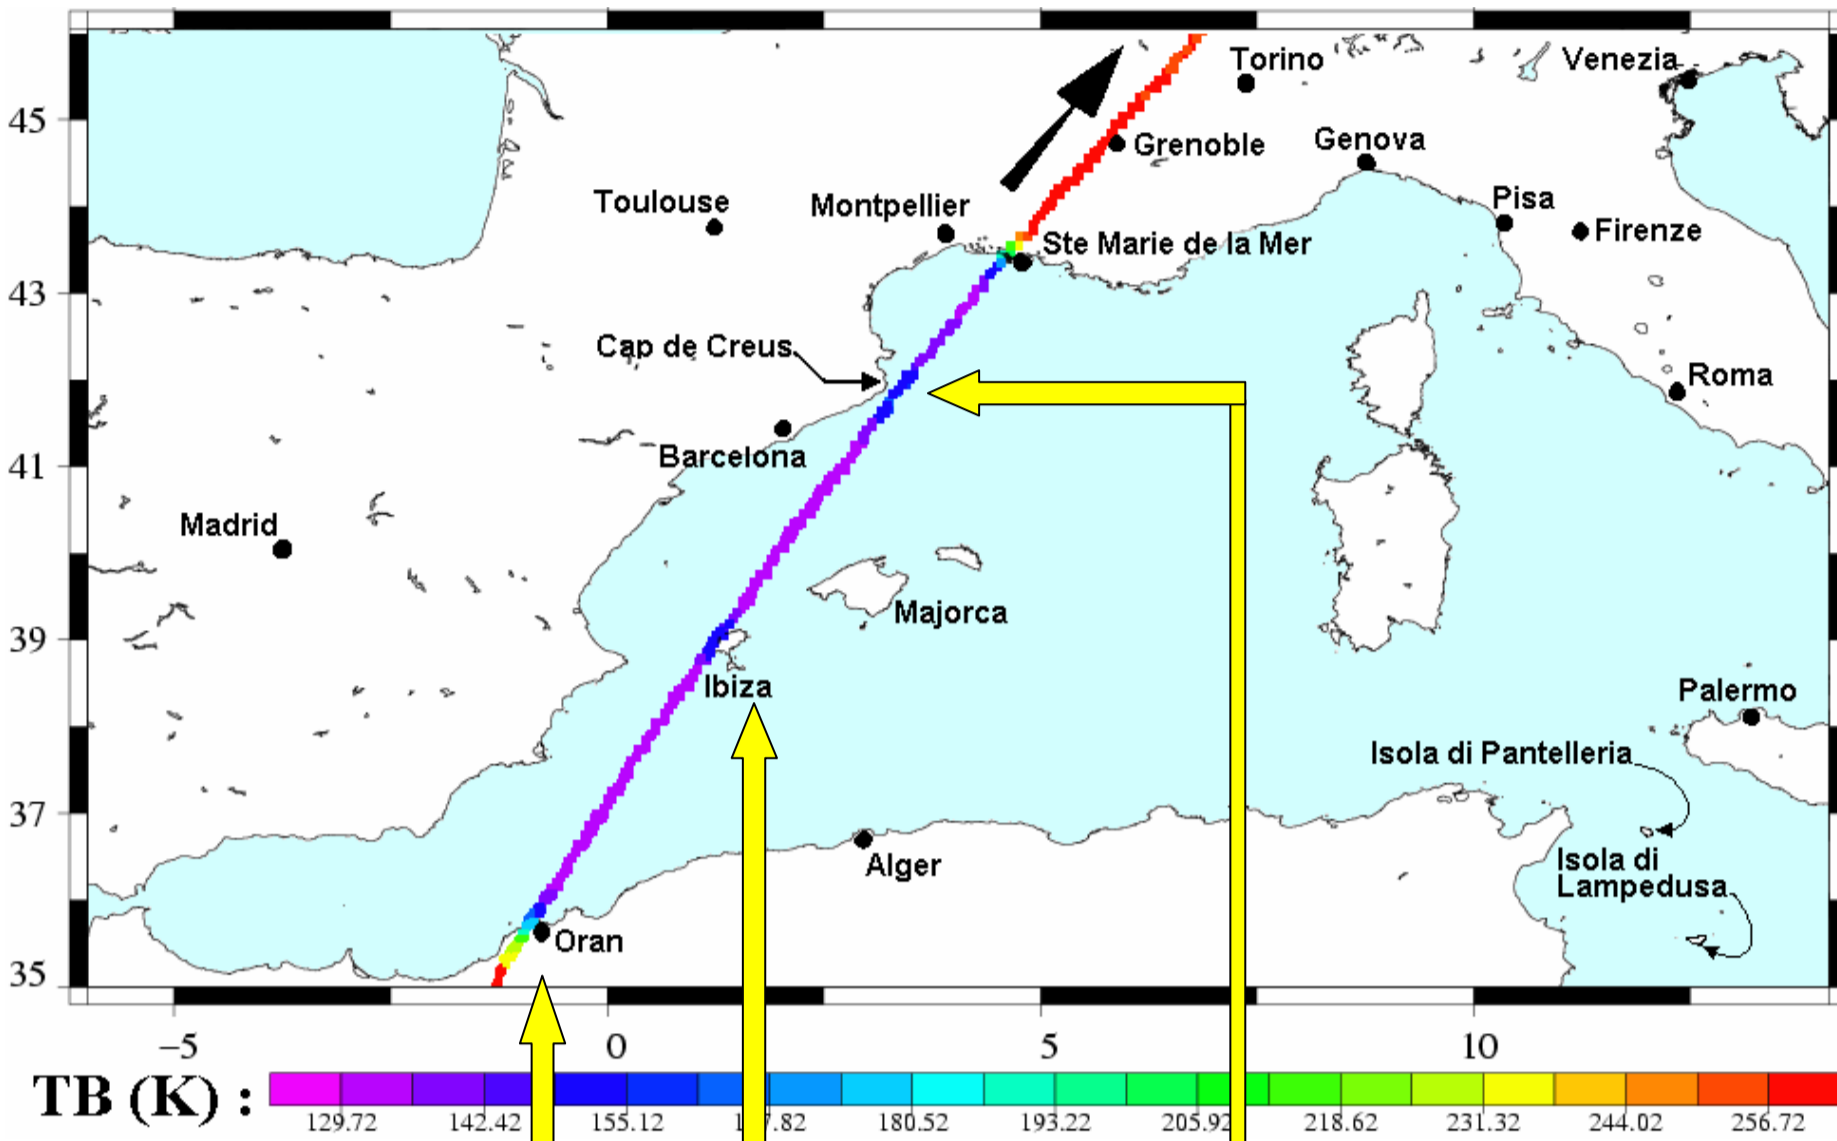 Torino
Venezia
45
Grenoble
Genova
Toulouse
Montpellier
Pisa
Firenze
Ste Marie de la Mer
43
Cap de Creus
Roma
Barcelona
41
Madrid
Majorca
39
Ibiza
Palermo
Isola di Pantelleria
37
Alger
Isola di
Lampedusa
Oran
35
−5
0
5
10
TB (K) :
129.72
142.42
155.12
180.52
193.22
205.92
218.62
231.32
244.02
256.72